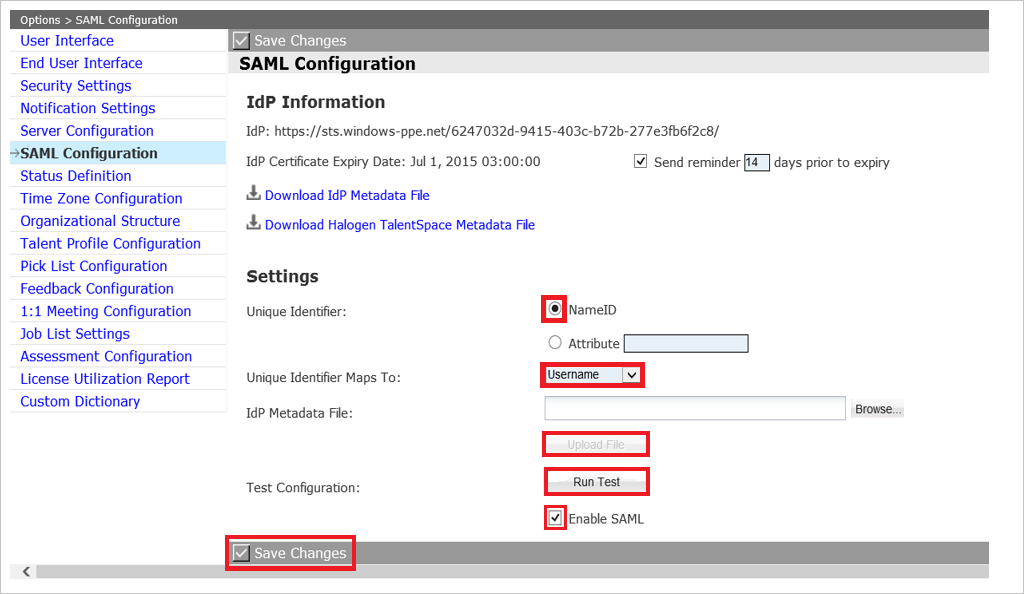 Options > SAML Configuration
User Interface
End User Interface
Security Settings
Notification Settings
Server Configuration
SAML Configuration
Status Definition
Time Zone Configuration
Organizational Structure
Talent Profile Configuration
Pick List Configuration
Feedback Configuration
1:1 Meeting Configuration
Job List Settings
Assessment Configuration
License Utilization Report
Custom Dictionary
Save Changes
SAML Configuration
IdP Information
IdP: https://sts.windows-ppe.net/6247032d-9415-403c-b72b-277e3fb6f2c8/
IdP Certificate Expiry Date: Jul 1, 2015 03:00:00 Send reminder 14 days prior to expiry
Download IdP Metadata File
Download Halogen TalentSpace Metadata File
Settings
Unique Identifier: NameID
Attribute
Unique Identifier Maps To: Username
IdP Metadata File: Browse...
Upload File
Test Configuration: Run Test
Enable SAML
Save Changes